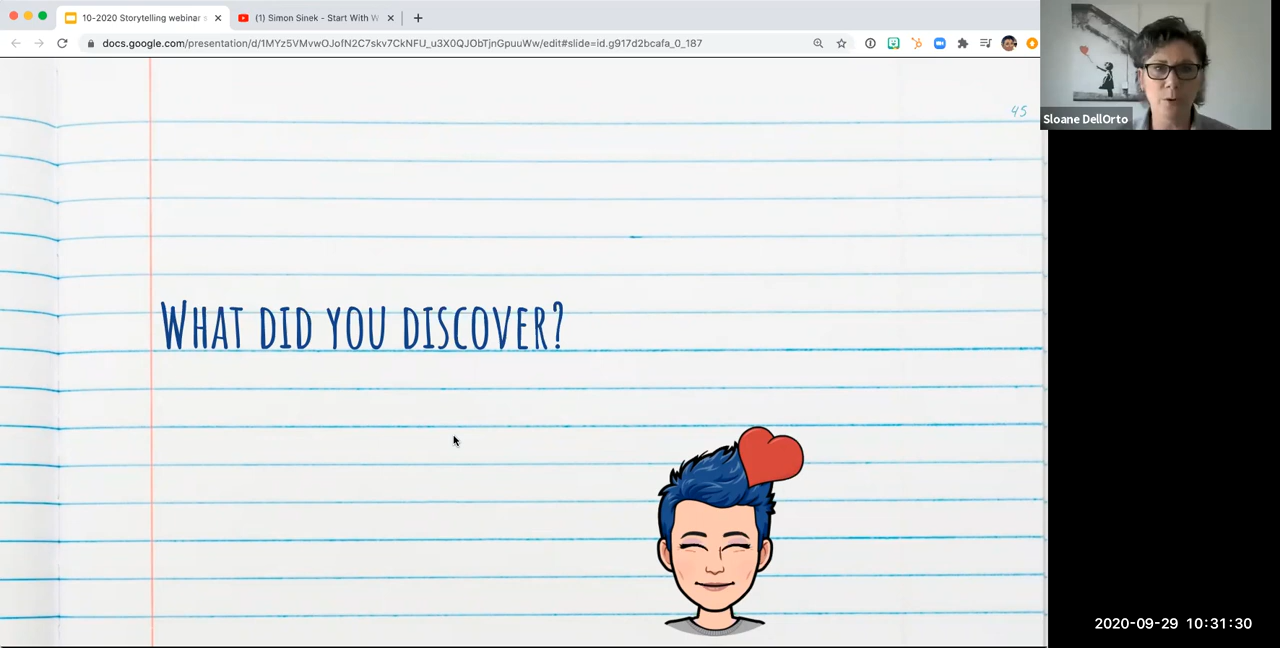 10-2020 Storytelling webinar s
(1) Simon Sinek - Start With W
docs.google.com/presentation/d/1MYz5VMvwOJofN2C7skv7CkNFU_u3X0QJObTjnGpuuWw/edit#slide=id.g917d2bcafa_0_187
Sloane DellOrto
45
What did you discover?
2020-09-29 10:31:30